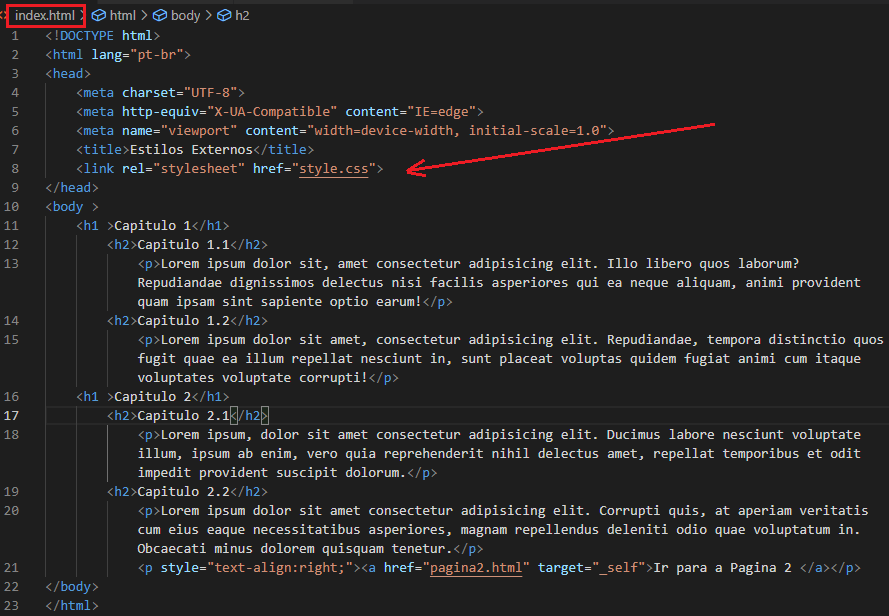 index.html > html > body > h2
1 <!DOCTYPE html>
2 <html lang="pt-br">
3 <head>
4 <meta charset="UTF-8">
5 <meta http-equiv="X-UA-Compatible" content="IE=edge">
6 <meta name="viewport" content="width=device-width, initial-scale=1.0">
7 <title>Estilos Externos</title>
8 <link rel="stylesheet" href="style.css">
9 </head>
10 <body >
11 <h1 >Capitulo 1</h1>
12 <h2>Capitulo 1.1</h2>
13 <p>Lorem ipsum dolor sit, amet consectetur adipisicing elit. Illo libero quos laborum?
Repudiandae dignissimos delectus nisi facilis asperiores qui ea neque aliquam, animi provident
quam ipsam sint sapiente optio earum!</p>
14 <h2>Capitulo 1.2</h2>
15 <p>Lorem ipsum dolor sit amet, consectetur adipisicing elit. Repudiandae, tempora distinctio quos
fugit quae ea illum repellat nesciunt in, sunt placeat voluptas quidem fugiat animi cum itaque
voluptates voluptate corrupti!</p>
16 <h1 >Capitulo 2</h1>
17 <h2>Capitulo 2.1</h2>
18 <p>Lorem ipsum, dolor sit amet consectetur adipisicing elit. Ducimus labore nesciunt voluptate
illum, ipsum ab enim, vero quia reprehenderit nihil delectus amet, repellat temporibus et odit
impedit provident suscipit dolorum.</p>
19 <h2>Capitulo 2.2</h2>
20 <p>Lorem ipsum dolor sit amet consectetur adipisicing elit. Corrupti quis, at aperiam veritatis
cum eius eaque necessitatibus asperiores, magnam repellendus deleniti odio quae voluptatum in.
Obcaecati minus dolorem quisquam tenetur.</p>
21 <p style="text-align:right;"><a href="pagina2.html" target="_self">Ir para a Pagina 2 </a></p>
22 </body>
23 </html>